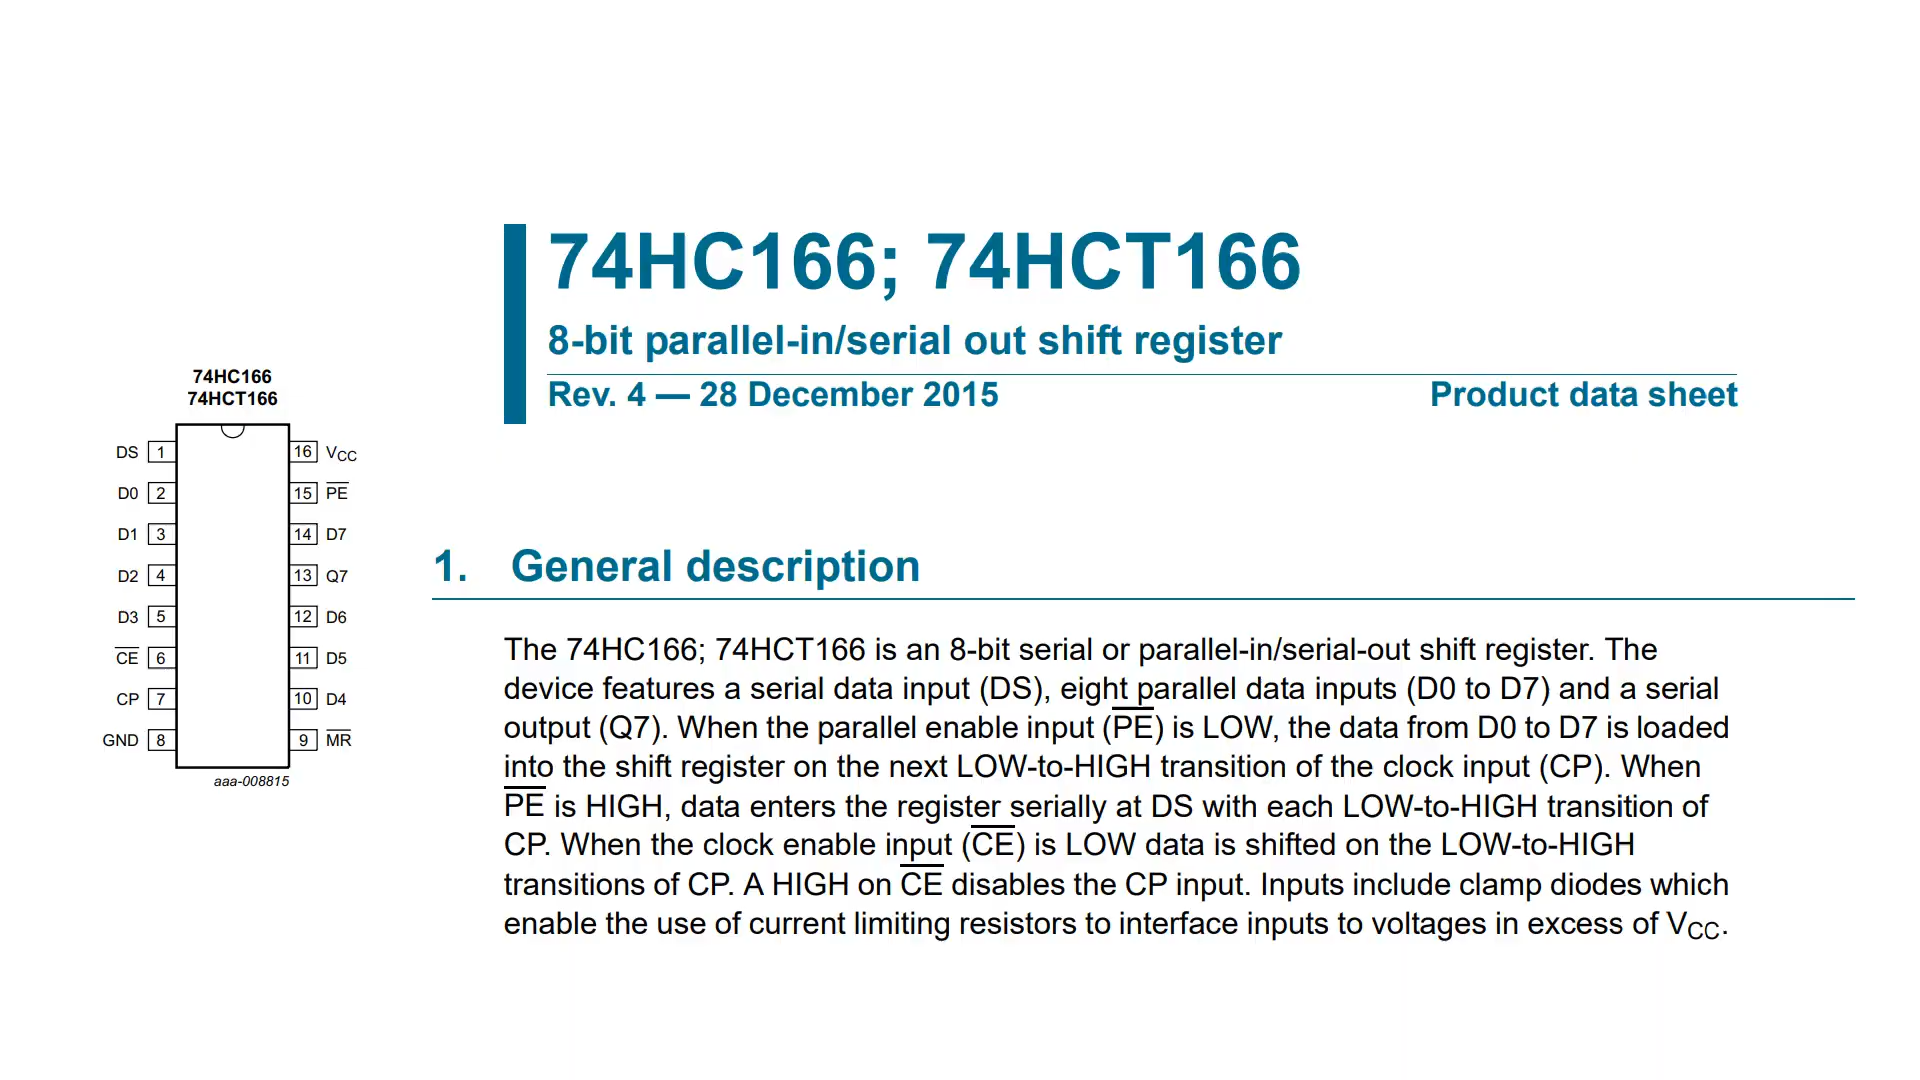 74HC166; 74HCT166
8-bit parallel-in/serial out shift register
Rev. 4 — 28 December 2015 Product data sheet
74HC166
74HCT166
DS 1 16 VCC
D0 2 15 PE
D1 3 14 D7
D2 4 13 Q7
D3 5 12 D6
CE 6 11 D5
CP 7 10 D4
GND 8 9 MR
aaa-008815
1. General description
The 74HC166; 74HCT166 is an 8-bit serial or parallel-in/serial-out shift register. The
device features a serial data input (DS), eight parallel data inputs (D0 to D7) and a serial
output (Q7). When the parallel enable input (PE) is LOW, the data from D0 to D7 is loaded
into the shift register on the next LOW-to-HIGH transition of the clock input (CP). When
PE is HIGH, data enters the register serially at DS with each LOW-to-HIGH transition of
CP. When the clock enable input (CE) is LOW data is shifted on the LOW-to-HIGH
transitions of CP. A HIGH on CE disables the CP input. Inputs include clamp diodes which
enable the use of current limiting resistors to interface inputs to voltages in excess of VCC.